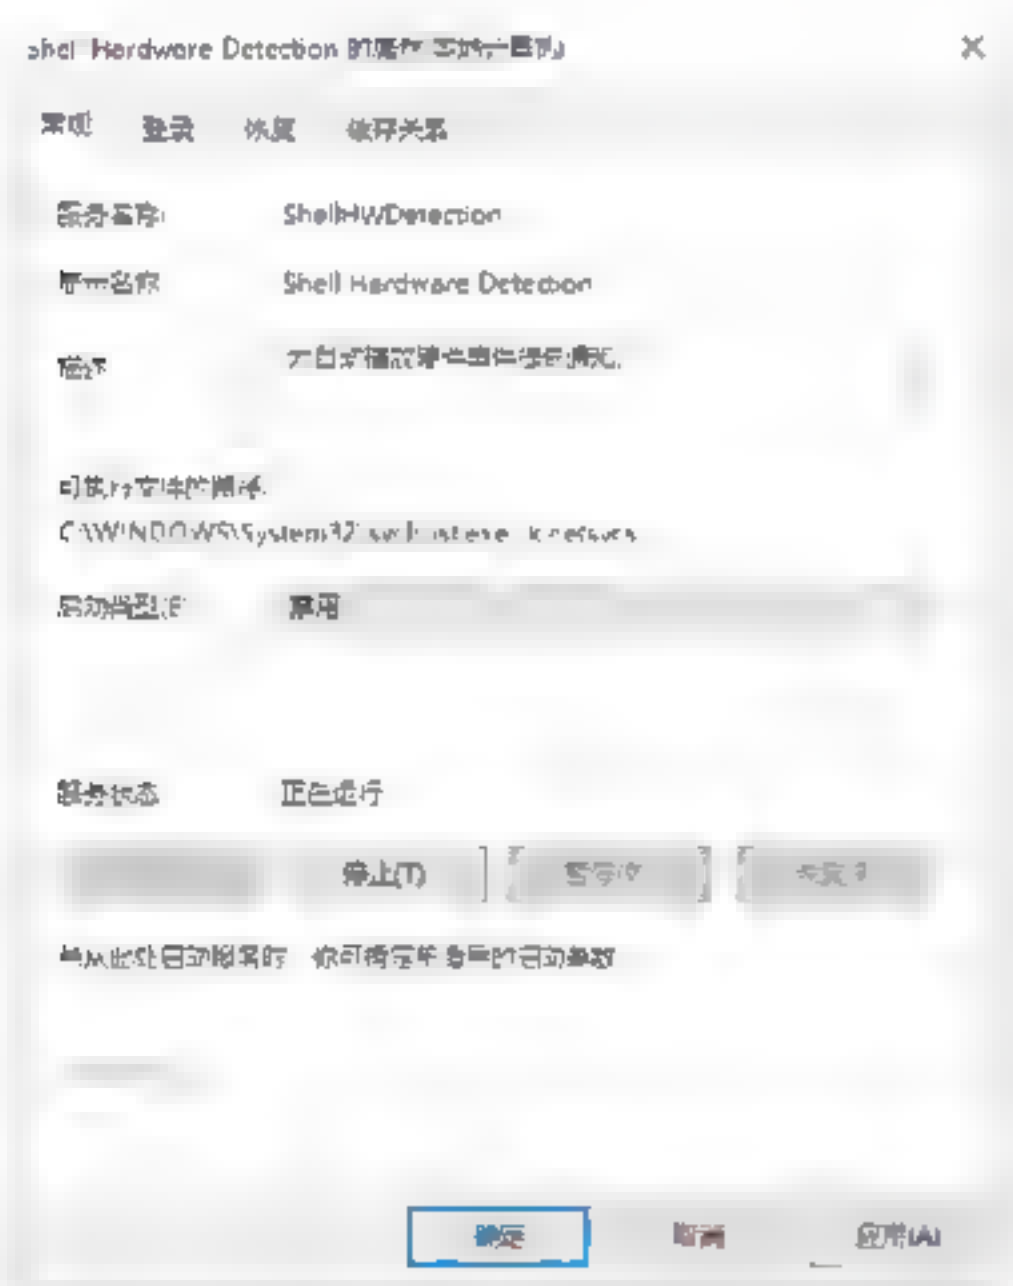 Shell Hardware Detection 的属性(本地计算机)
常规 登录 恢复 依存关系
服务名称: ShellHWDetection
显示名称: Shell Hardware Detection
描述: 为自动播放硬件事件提供通知。
可执行文件的路径:
C:\WINDOWS\System32\svchost.exe -k netsvcs
启动类型(E): 禁用
服务状态: 正在运行
停止(T) 暂停(P) 恢复(R)
当从此处启动服务时,你可指定所适用的启动参数。
确定 取消 应用(A)